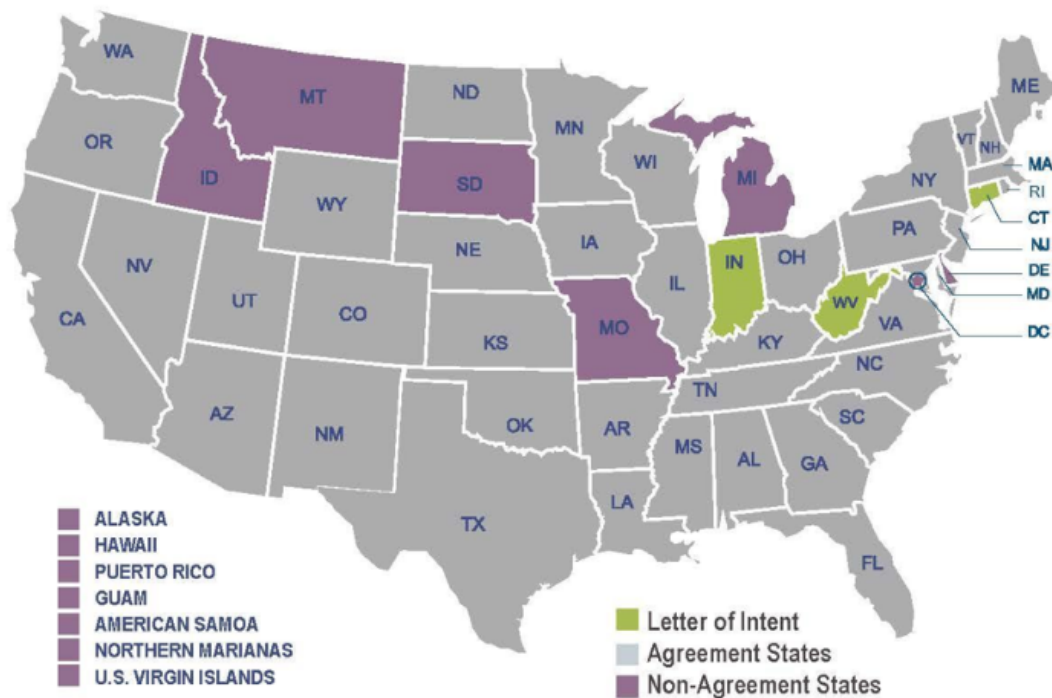 WA
MT
ND
MN
ME
VT
NH
OR
ID
SD
WI
MI
NY
MA
RI
CT
WY
NE
IA
PA
NJ
NV
UT
CO
IL
IN
OH
DE
MD
DC
CA
KS
MO
WV
VA
KY
AZ
NM
OK
AR
TN
NC
SC
MS
AL
GA
TX
LA
FL
ALASKA
HAWAII
PUERTO RICO
GUAM
AMERICAN SAMOA
NORTHERN MARIANAS
U.S. VIRGIN ISLANDS
Letter of Intent
Agreement States
Non-Agreement States